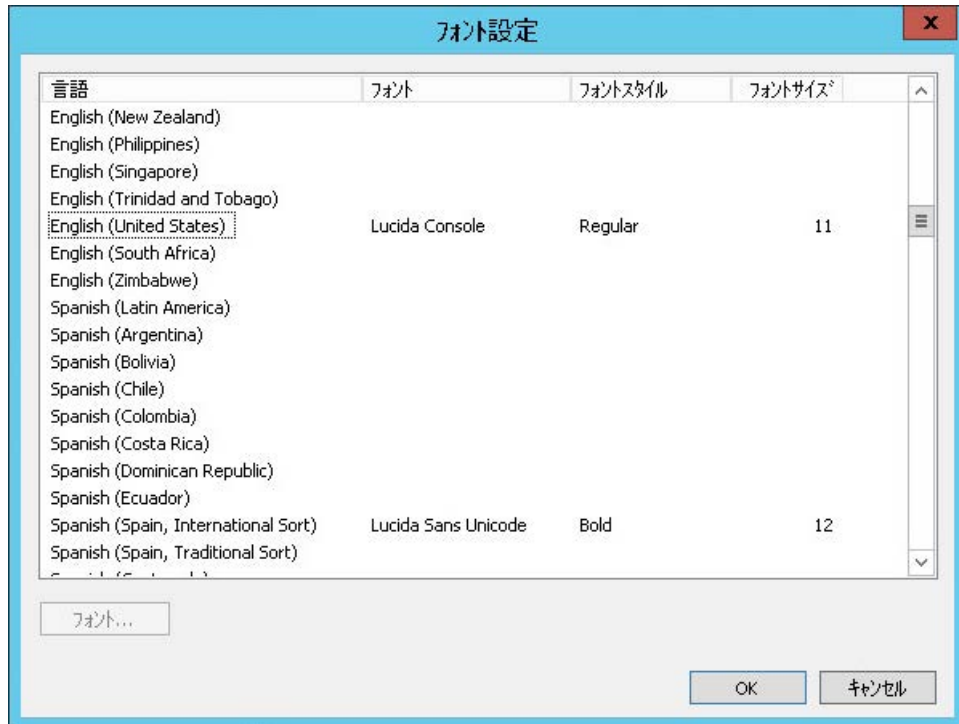 フォント設定
x
言語 フォント フォントスタイル フォントサイズ
English (New Zealand)
English (Philippines)
English (Singapore)
English (Trinidad and Tobago)
English (United States) Lucida Console Regular 11
English (South Africa)
English (Zimbabwe)
Spanish (Latin America)
Spanish (Argentina)
Spanish (Bolivia)
Spanish (Chile)
Spanish (Colombia)
Spanish (Costa Rica)
Spanish (Dominican Republic)
Spanish (Ecuador)
Spanish (Spain, International Sort) Lucida Sans Unicode Bold 12
Spanish (Spain, Traditional Sort)
フォント...
OK キャンセル